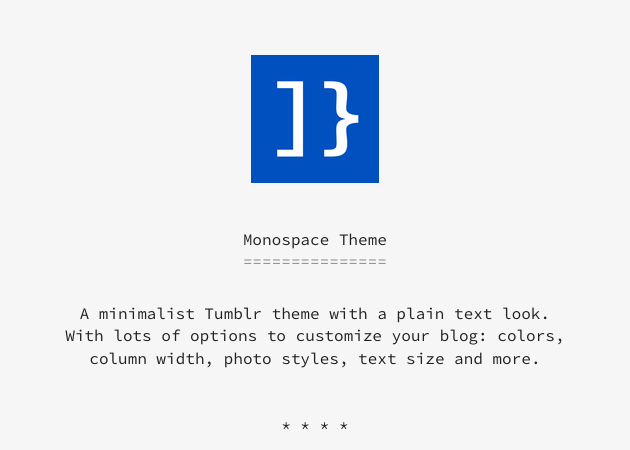 ]}
Monospace Theme
===============
A minimalist Tumblr theme with a plain text look.
With lots of options to customize your blog: colors,
column width, photo styles, text size and more.
* * * *